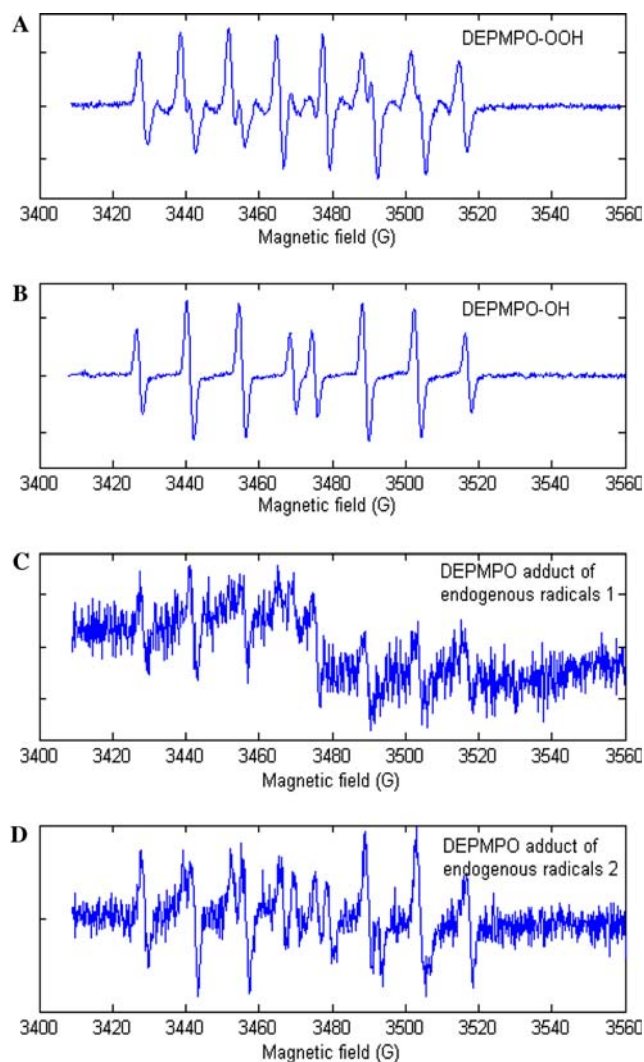 A
DEPMPO-OOH
3400 3420 3440 3460 3480 3500 3520 3540 3560
Magnetic field (G)
B
DEPMPO-OH
3400 3420 3440 3460 3480 3500 3520 3540 3560
Magnetic field (G)
C
DEPMPO adduct of
endogenous radicals 1
3400 3420 3440 3460 3480 3500 3520 3540 3560
Magnetic field (G)
D
DEPMPO adduct of
endogenous radicals 2
3400 3420 3440 3460 3480 3500 3520 3540 3560
Magnetic field (G)